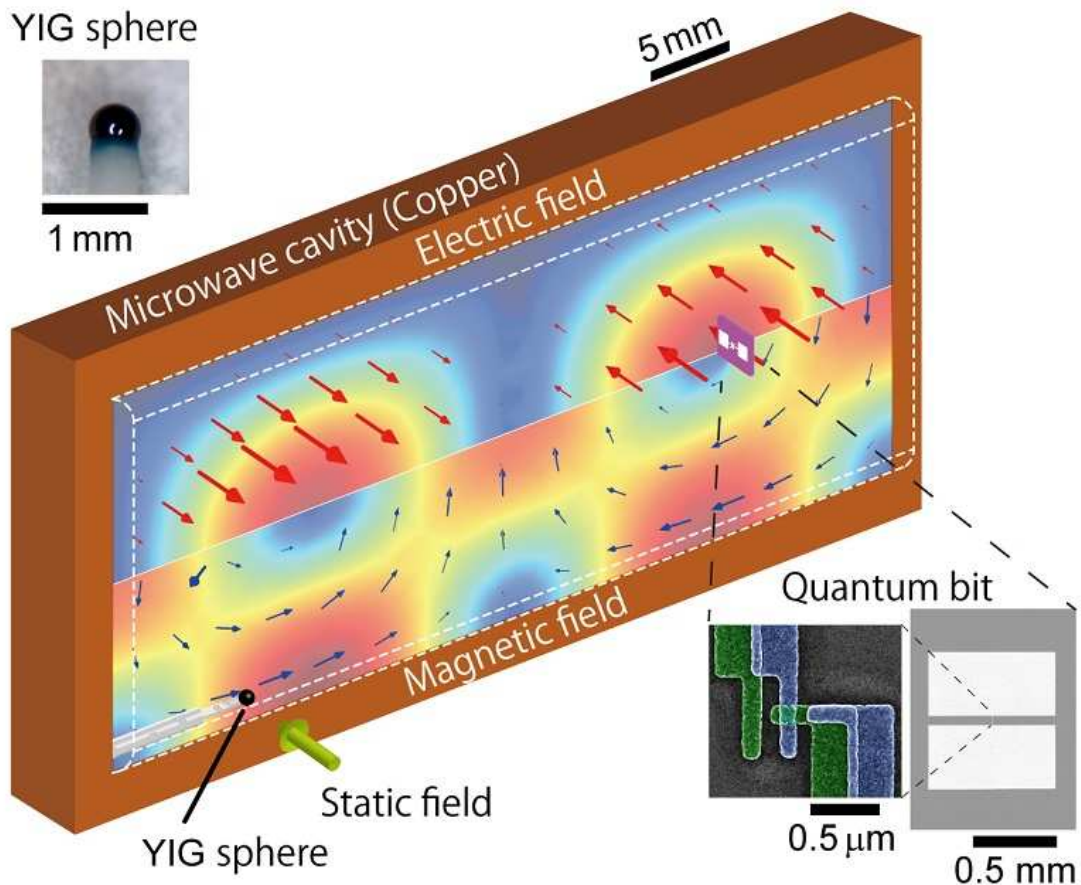 YIG sphere
1 mm
5 mm
Microwave cavity (Copper)
Electric field
Magnetic field
Quantum bit
Static field
YIG sphere
0.5 μm
0.5 mm